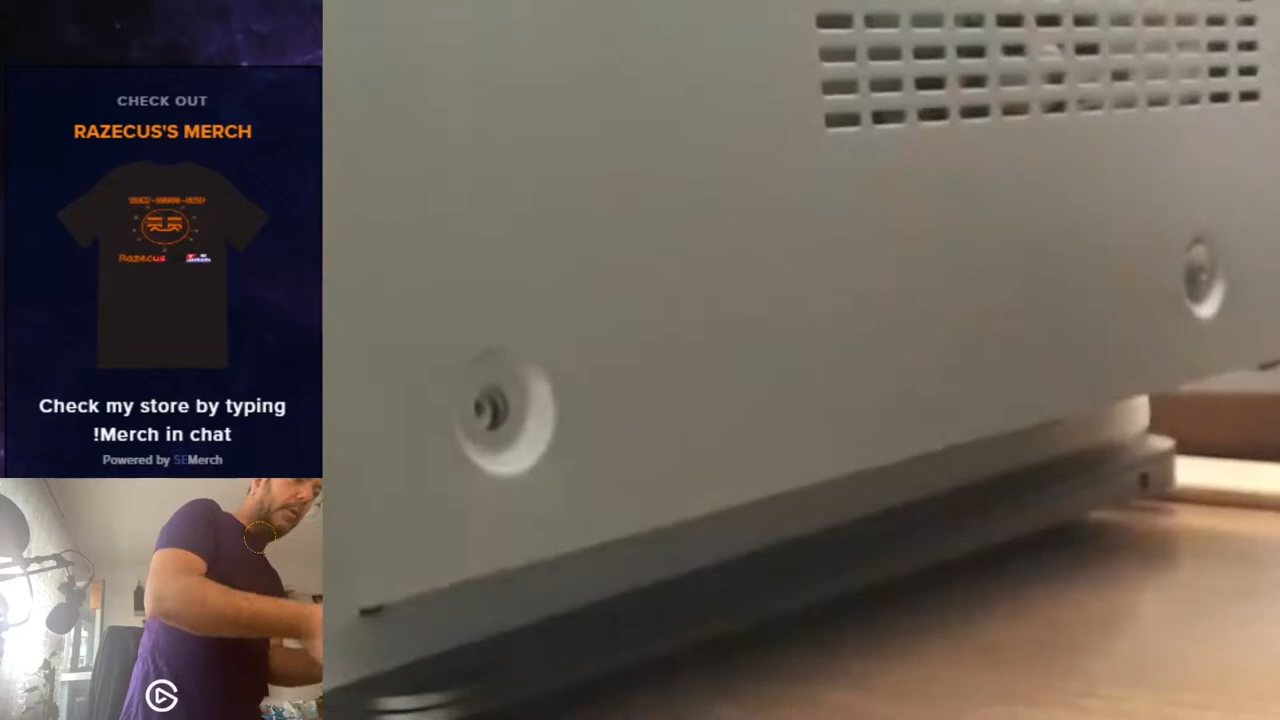 CHECK OUT
RAZECUS'S MERCH
Razecus
Check my store by typing
!Merch in chat
Powered by SEMerch